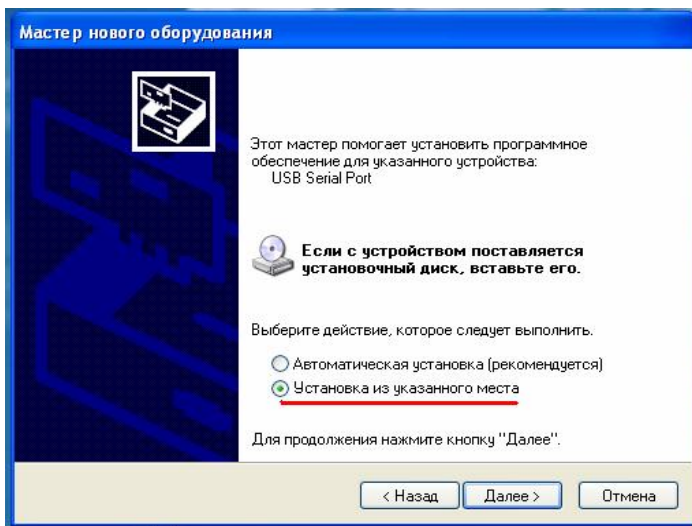 Мастер нового оборудования
Этот мастер помогает установить программное
обеспечение для указанного устройства:
USB Serial Port
Если с устройством поставляется
установочный диск, вставьте его.
Выберите действие, которое следует выполнить.
Автоматическая установка (рекомендуется)
Установка из указанного места
Для продолжения нажмите кнопку "Далее".
< Назад
Далее >
Отмена